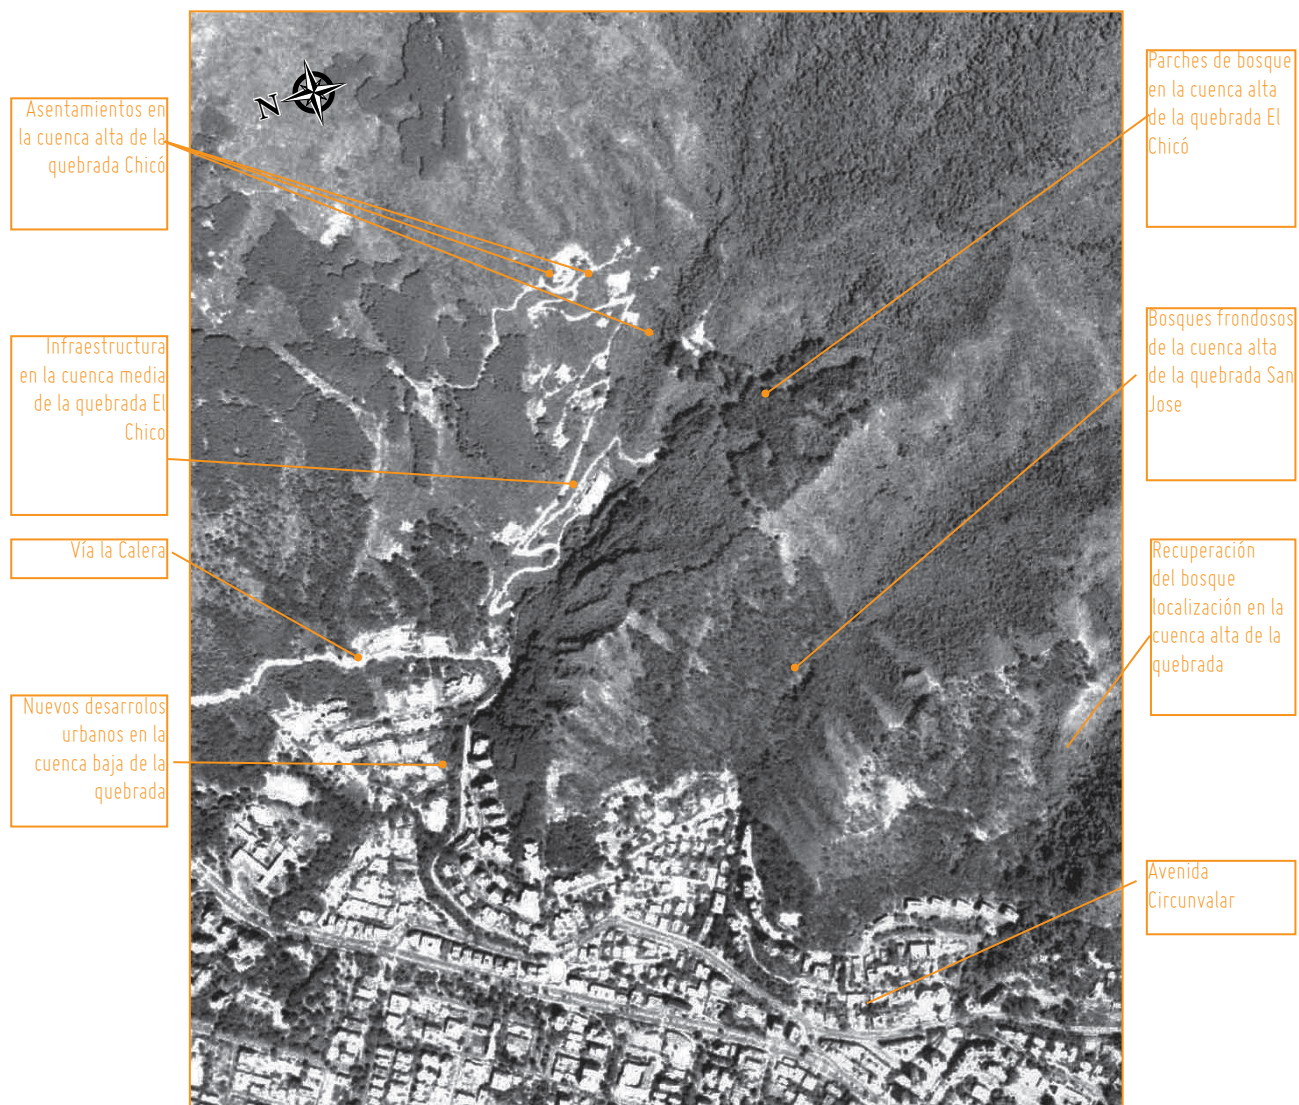 N
Asentamientos en
la cuenca alta de la
quebrada Chicó
Infraestructura
en la cuenca media
de la quebrada El
Chico
Vía la Calera
Nuevos desarrolos
urbanos en la
cuenca baja de la
quebrada
Parches de bosque
en la cuenca alta
de la quebrada El
Chicó
Bosques frondosos
de la cuenca alta
de la quebrada San
Jose
Recuperación
del bosque
localización en la
cuenca alta de la
quebrada
Avenida
Circunvalar